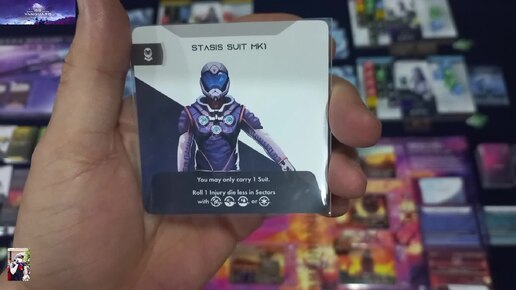 STASIS SUIT MK1
You may only carry 1 Suit.
Roll 1 Injury die less in Sectors
with or